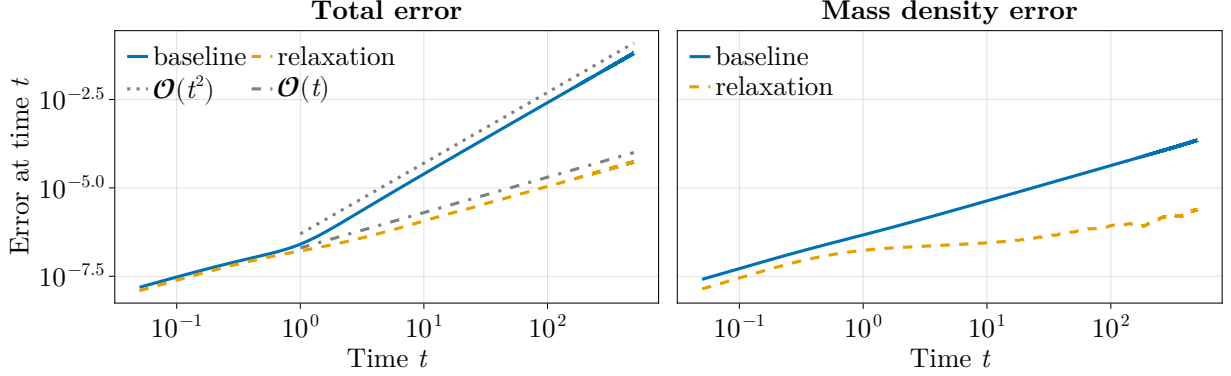 Total error
Mass density error
baseline
relaxation
𝓞(t²)
𝓞(t)
baseline
relaxation
Error at time t
10^−2.5
10^−5.0
10^−7.5
10^−1
10^0
10^1
10^2
Time t
10^−1
10^0
10^1
10^2
Time t